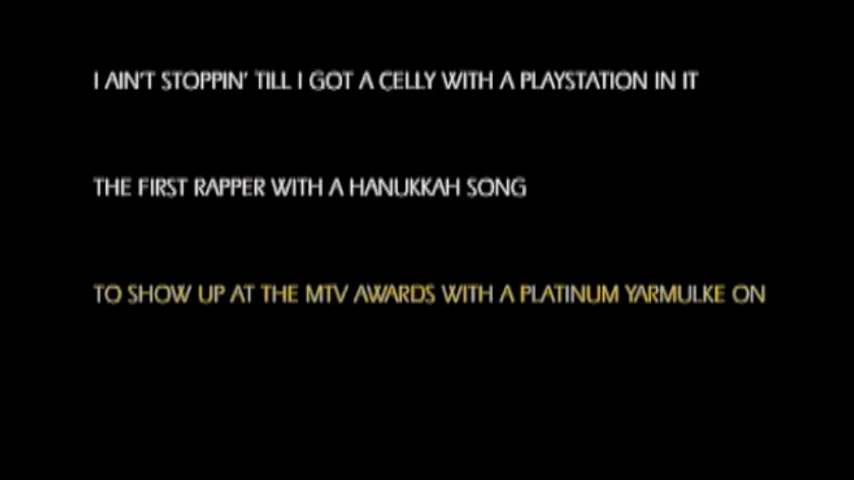 I AIN'T STOPPIN' TILL I GOT A CELLY WITH A PLAYSTATION IN IT
THE FIRST RAPPER WITH A HANUKKAH SONG
TO SHOW UP AT THE MTV AWARDS WITH A PLATINUM YARMULKE ON